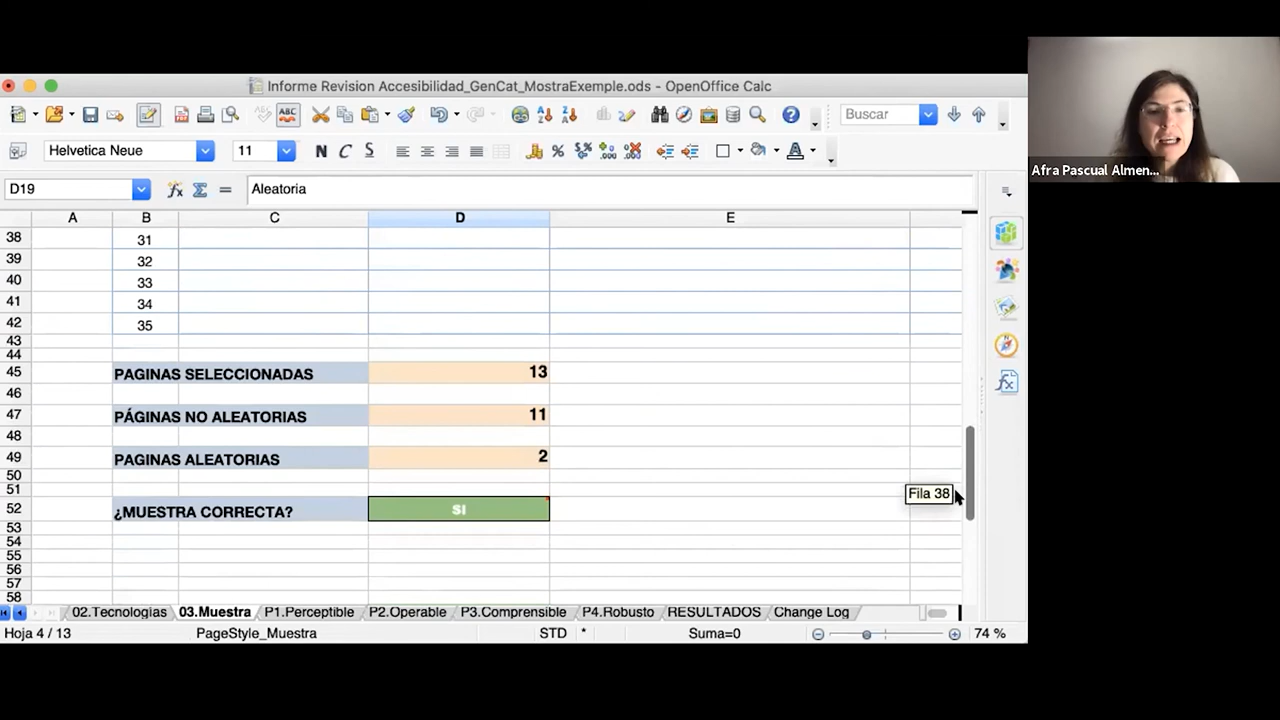 Informe Revision Accesibilidad_GenCat_MostraExemple.ods - OpenOffice Calc
Buscar
Helvetica Neue 11 N C S
D19 Aleatoria
A B C D E
38 31
39 32
40 33
41 34
42 35
43
44
45 PAGINAS SELECCIONADAS 13
46
47 PÁGINAS NO ALEATORIAS 11
48
49 PAGINAS ALEATORIAS 2
50
51
52 ¿MUESTRA CORRECTA? SI
53
54
55
56
57
58
Fila 38
02.Tecnologias 03.Muestra P1.Perceptible P2.Operable P3.Comprensible P4.Robusto RESULTADOS Change Log
Hoja 4 / 13 PageStyle_Muestra STD * Suma=0 74 %
Afra Pascual Almen...